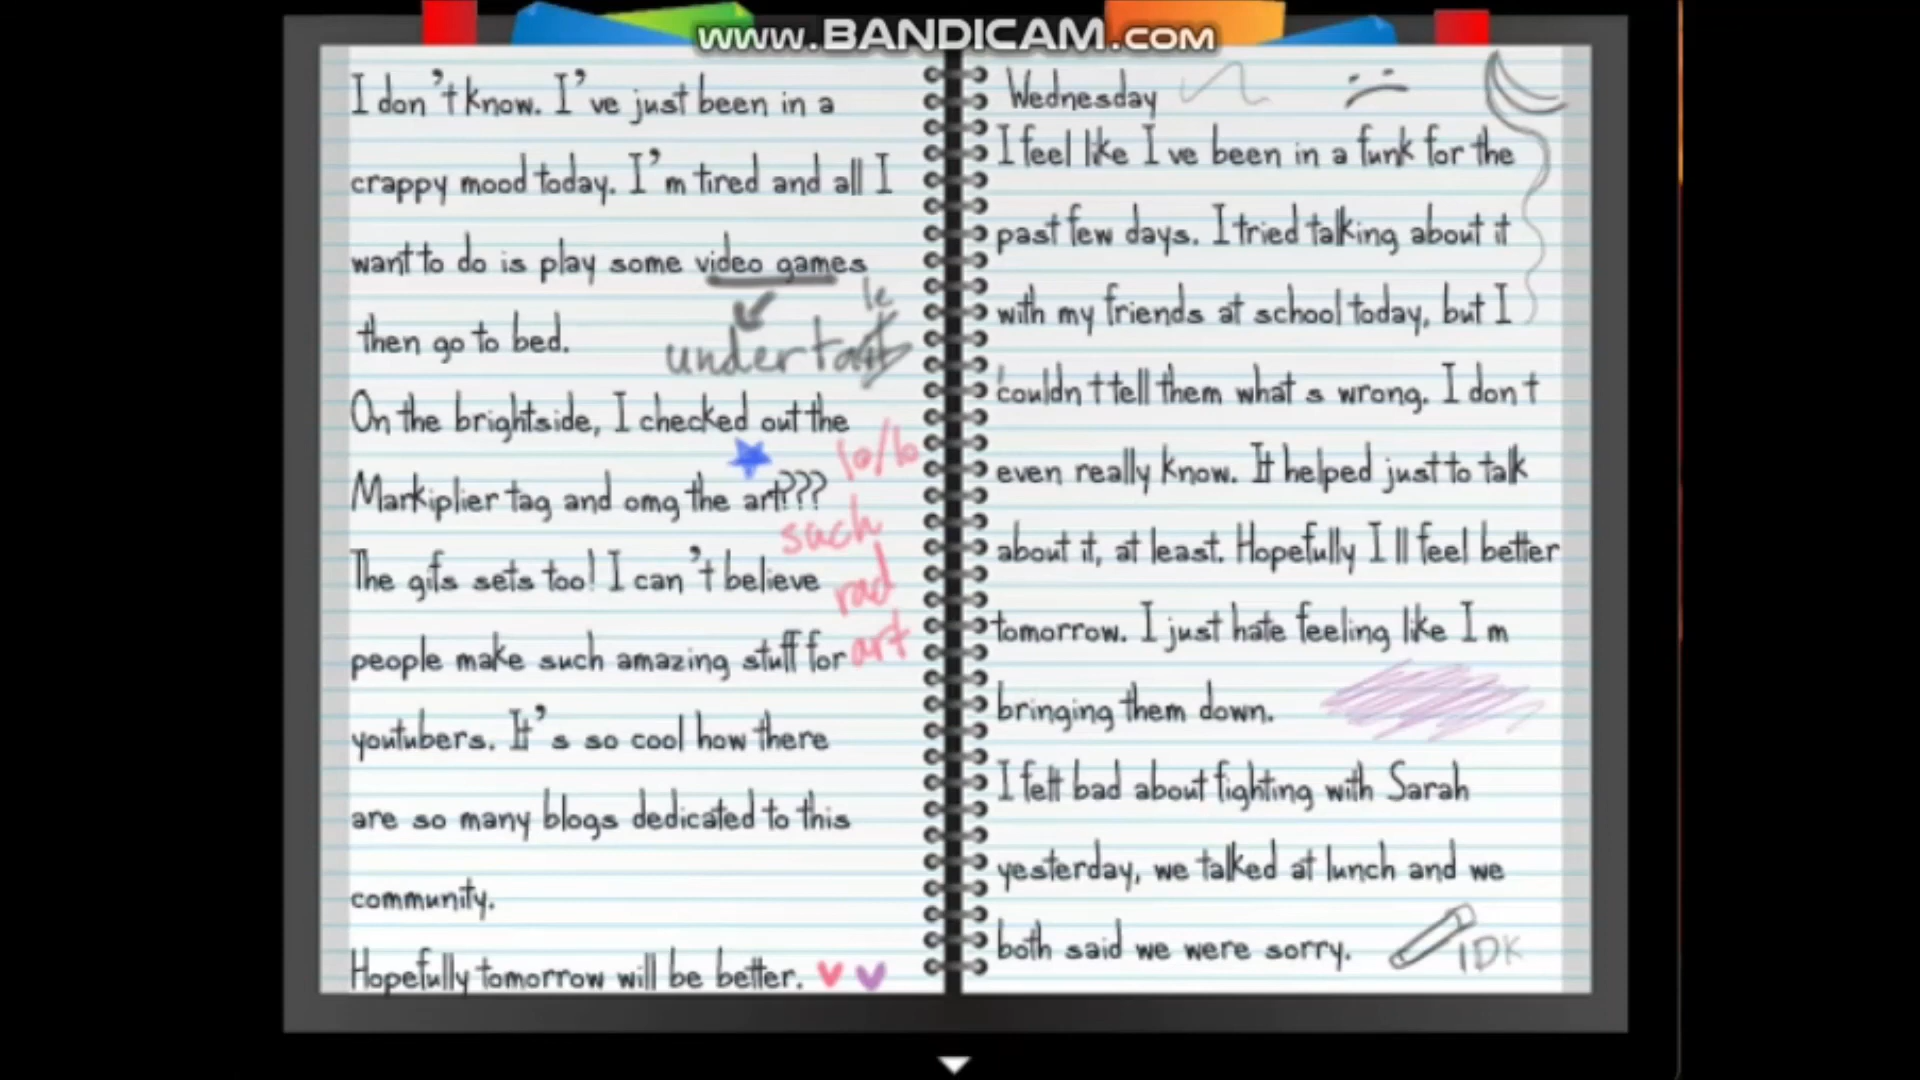 www.BANDICAM.com
I don't know. I've just been in a
crappy mood today. I'm tired and all I
want to do is play some video games
then go to bed.
undertale
On the brightside, I checked out the
10/10
Markiplier tag and omg the art???
such
The gifs sets too! I can't believe
rad
people make such amazing stuff for
art
youtubers. It's so cool how there
are so many blogs dedicated to this
community.
Hopefully tomorrow will be better.
Wednesday
I feel like I ve been in a funk for the
past few days. I tried talking about it
with my friends at school today, but I
couldn t tell them what s wrong. I don t
even really know. It helped just to talk
about it, at least. Hopefully I ll feel better
tomorrow. I just hate feeling like I m
bringing them down.
I felt bad about fighting with Sarah
yesterday, we talked at lunch and we
both said we were sorry.
IDK